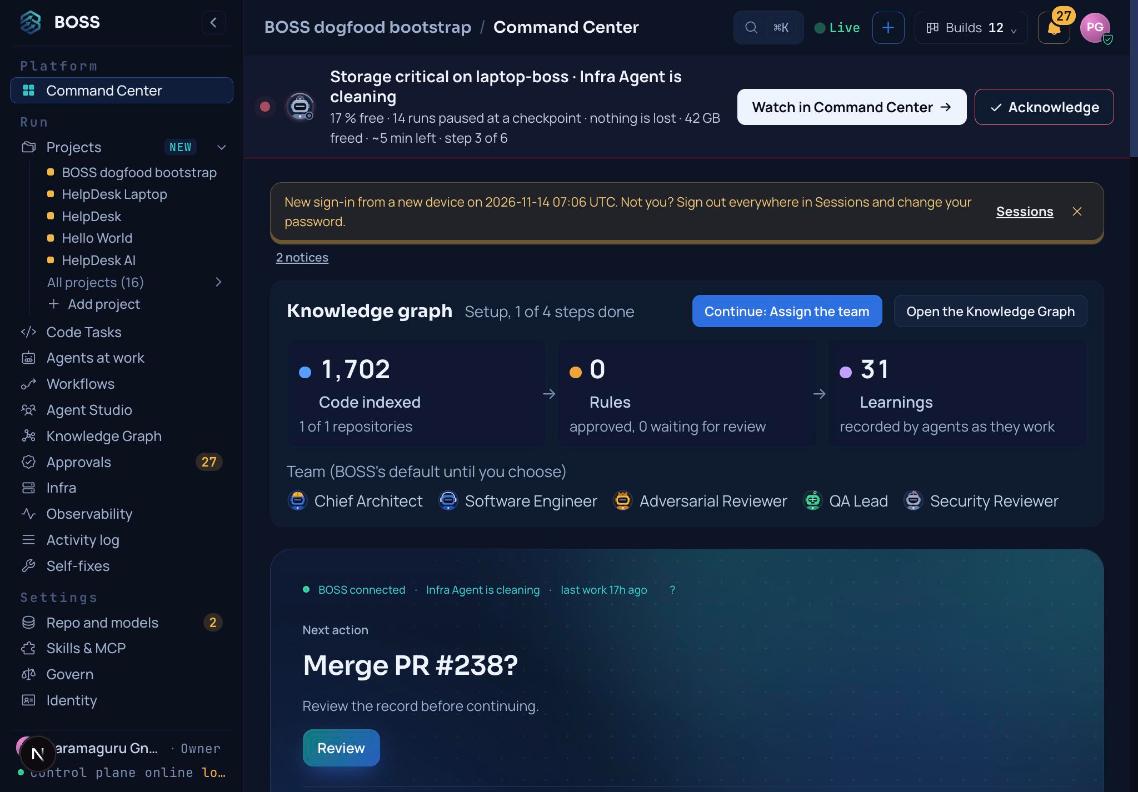 BOSS
BOSS dogfood bootstrap / Command Center
⌘K
Live
Builds 12
27
PG
Platform
Command Center
Run
Projects NEW
BOSS dogfood bootstrap
HelpDesk Laptop
HelpDesk
Hello World
HelpDesk AI
All projects (16)
Add project
Code Tasks
Agents at work
Workflows
Agent Studio
Knowledge Graph
Approvals 27
Infra
Observability
Activity log
Self-fixes
Settings
Repo and models 2
Skills & MCP
Govern
Identity
N
aramaguru Gn… · Owner
control plane online lo…
Storage critical on laptop-boss · Infra Agent is
cleaning
17 % free · 14 runs paused at a checkpoint · nothing is lost · 42 GB
freed · ~5 min left · step 3 of 6
Watch in Command Center →
Acknowledge
New sign-in from a new device on 2026-11-14 07:06 UTC. Not you? Sign out everywhere in Sessions and change your
password.
Sessions
2 notices
Knowledge graph Setup, 1 of 4 steps done
Continue: Assign the team
Open the Knowledge Graph
1,702
Code indexed
1 of 1 repositories
→
0
Rules
approved, 0 waiting for review
→
31
Learnings
recorded by agents as they work
Team (BOSS's default until you choose)
Chief Architect Software Engineer Adversarial Reviewer QA Lead Security Reviewer
BOSS connected · Infra Agent is cleaning · last work 17h ago ?
Next action
Merge PR #238?
Review the record before continuing.
Review